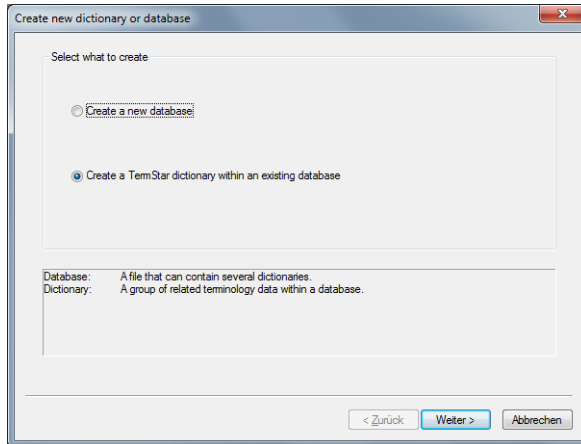 Create new dictionary or database
Select what to create
Create a new database
Create a TermStar dictionary within an existing database
Database: A file that can contain several dictionaries.
Dictionary: A group of related terminology data within a database.
< Zurück Weiter > Abbrechen